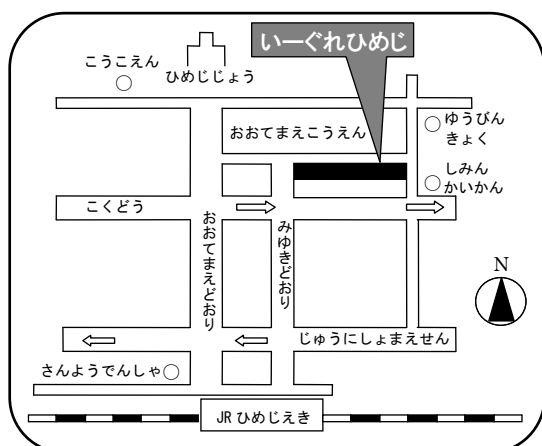 いーぐれひめじ
こうこえん
ひめじじょう
おおてまえこうえん
ゆうびん
きょく
しみん
かいかん
こくどう
おおてまえどおり
みゆきどおり
N
じゅうにしょまえせん
さんようでんしゃ
JRひめじえき